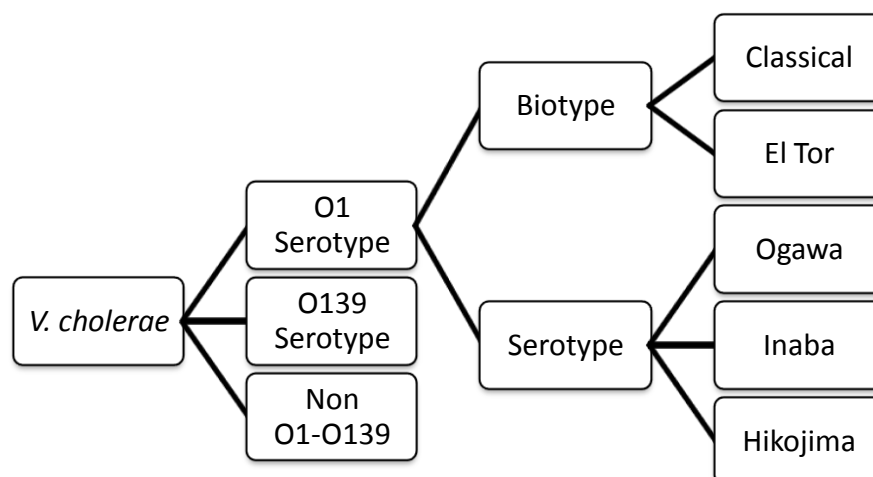 V. cholerae
O1
Serotype
O139
Serotype
Non
O1-O139
Biotype
Serotype
Classical
El Tor
Ogawa
Inaba
Hikojima